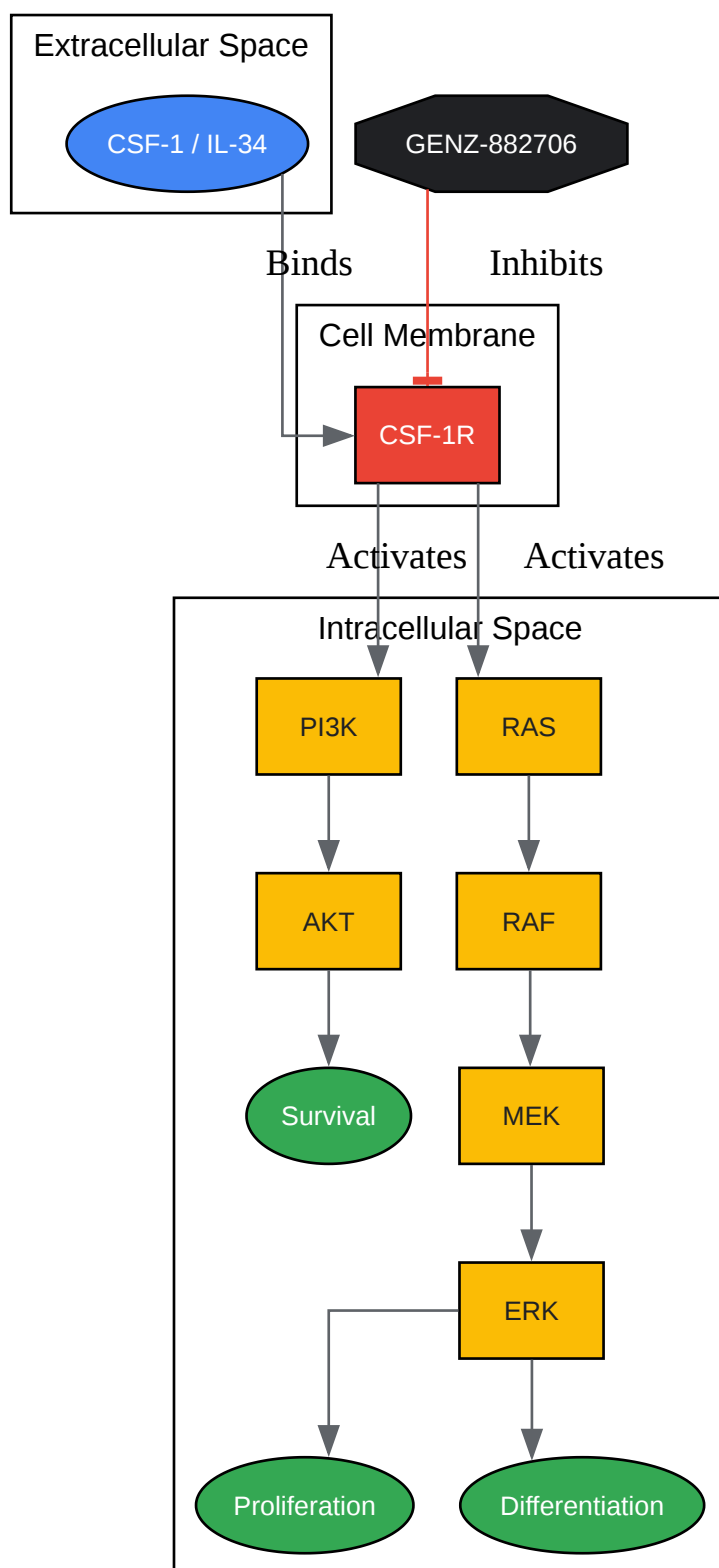 Extracellular Space
CSF-1 / IL-34
GENZ-882706
Binds
Inhibits
Cell Membrane
CSF-1R
Activates
Activates
Intracellular Space
PI3K
RAS
AKT
RAF
Survival
MEK
ERK
Proliferation
Differentiation